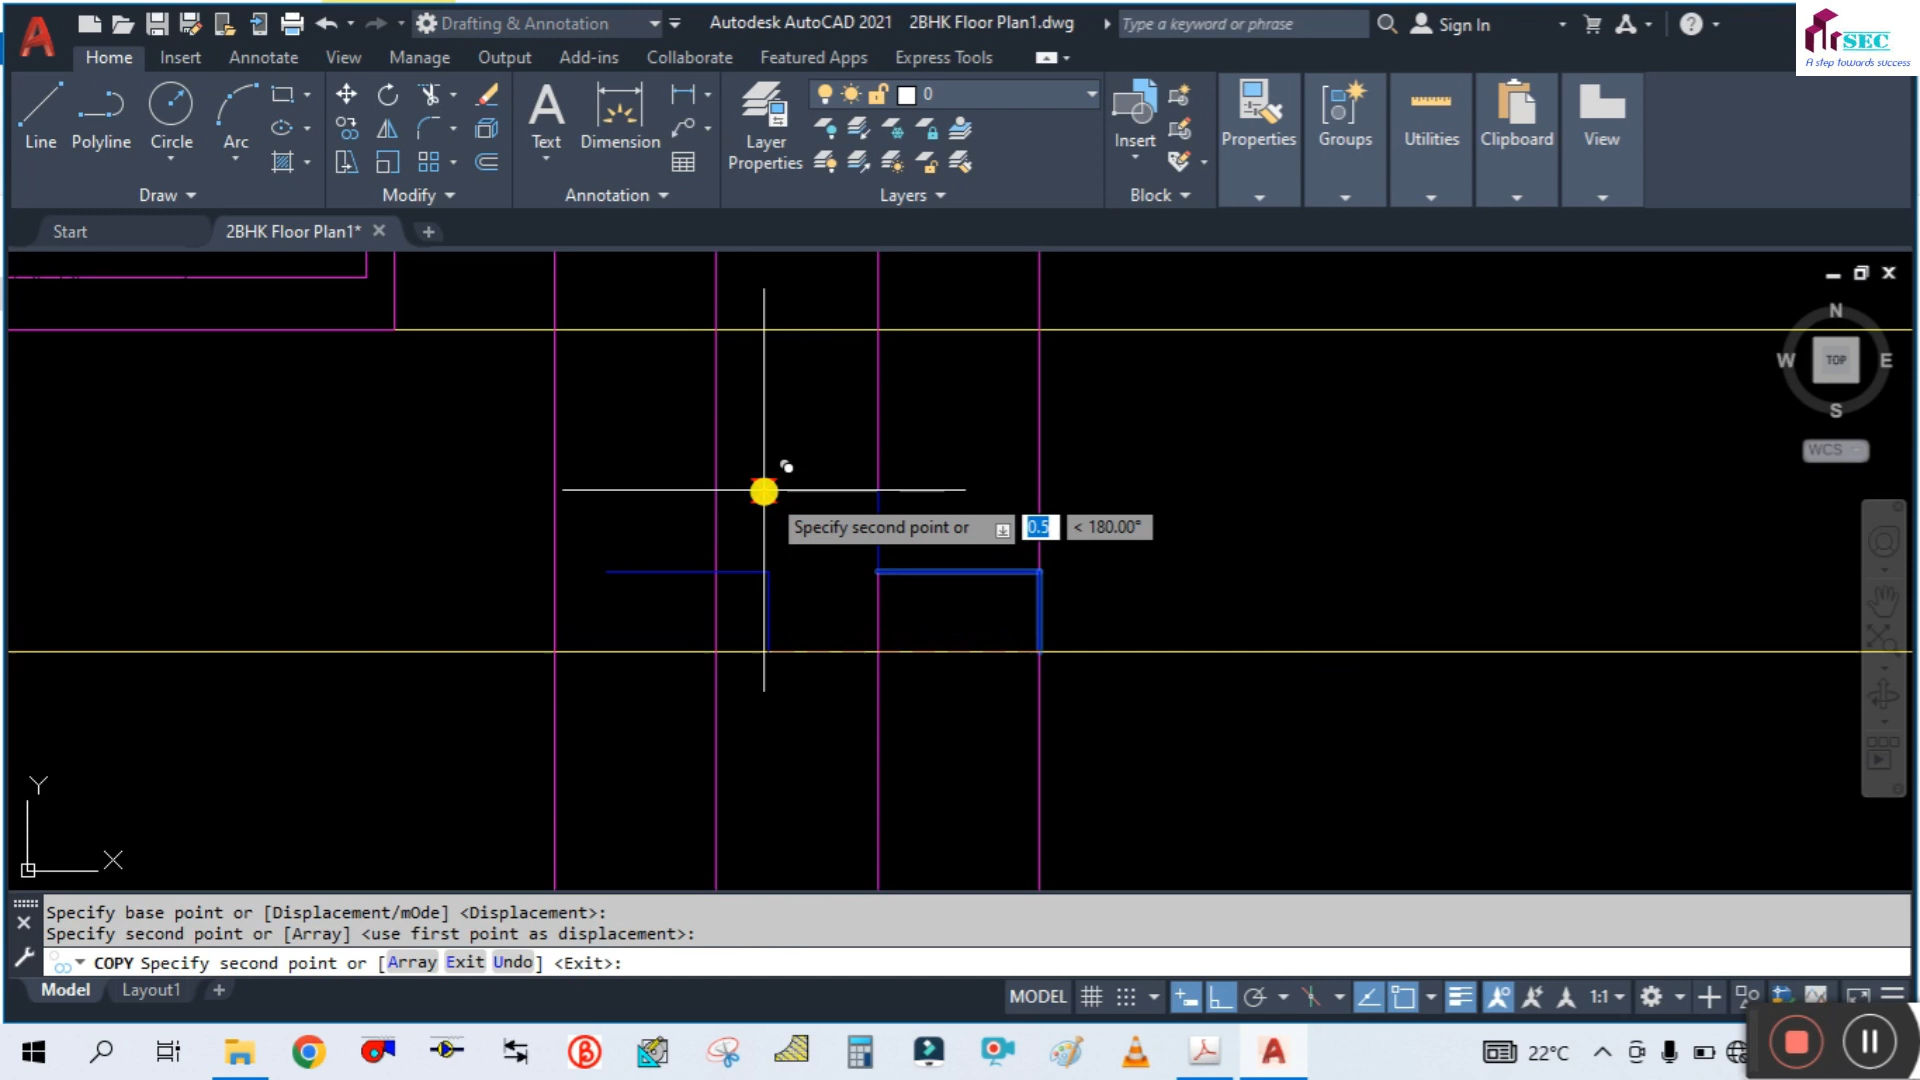 Drafting & Annotation
Autodesk AutoCAD 2021 2BHK Floor Plan1.dwg
Type a keyword or phrase
Sign In
SEC
A step towards success
Home Insert Annotate View Manage Output Add-ins Collaborate Featured Apps Express Tools
0
Line Polyline Circle Arc
Text Dimension
Layer
Properties
Insert
Properties Groups Utilities Clipboard View
Draw Modify Annotation Layers Block
Start 2BHK Floor Plan1*
N
W TOP E
S
WCS
Specify second point or 0.5 < 180.00°
Y
X
Specify base point or [Displacement/mOde] <Displacement>:
Specify second point or [Array] <use first point as displacement>:
COPY Specify second point or [Array Exit Undo] <Exit>:
Model Layout1
MODEL 1:1
22°C